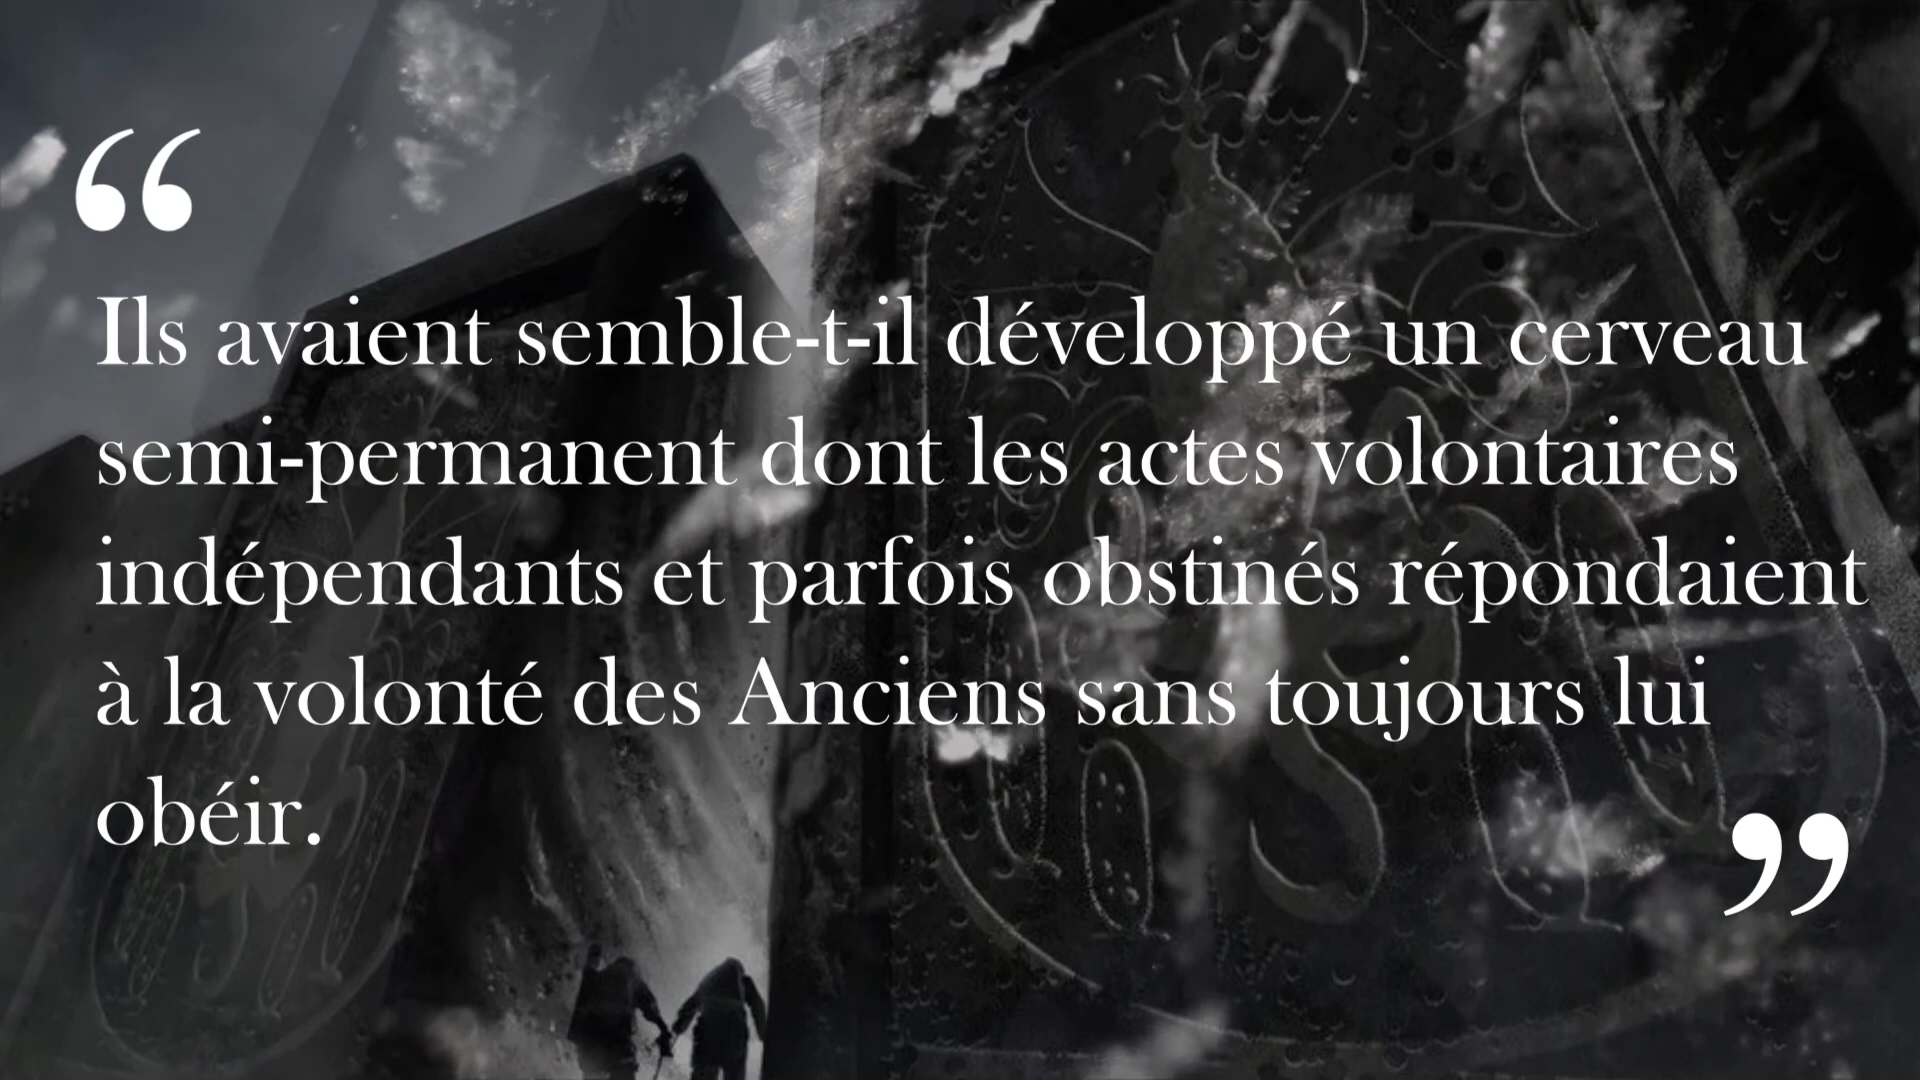 “
Ils avaient semble-t-il développé un cerveau
semi-permanent dont les actes volontaires
indépendants et parfois obstinés répondaient
à la volonté des Anciens sans toujours lui
obéir.
”